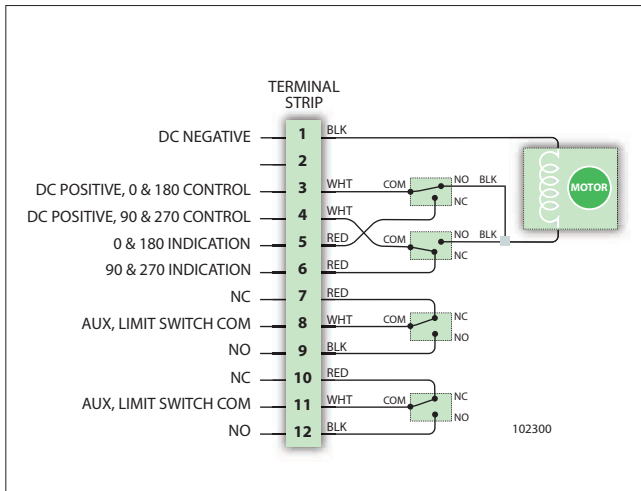 TERMINAL
STRIP
DC NEGATIVE 1 BLK
2
DC POSITIVE, 0 & 180 CONTROL 3 WHT COM NO BLK
NC
DC POSITIVE, 90 & 270 CONTROL 4 WHT
0 & 180 INDICATION 5 RED COM NO BLK
NC
90 & 270 INDICATION 6 RED
MOTOR
NC 7 RED
AUX, LIMIT SWITCH COM 8 WHT COM NC
NO
NO 9 BLK
NC 10 RED
AUX, LIMIT SWITCH COM 11 WHT COM NC
NO
NO 12 BLK
102300